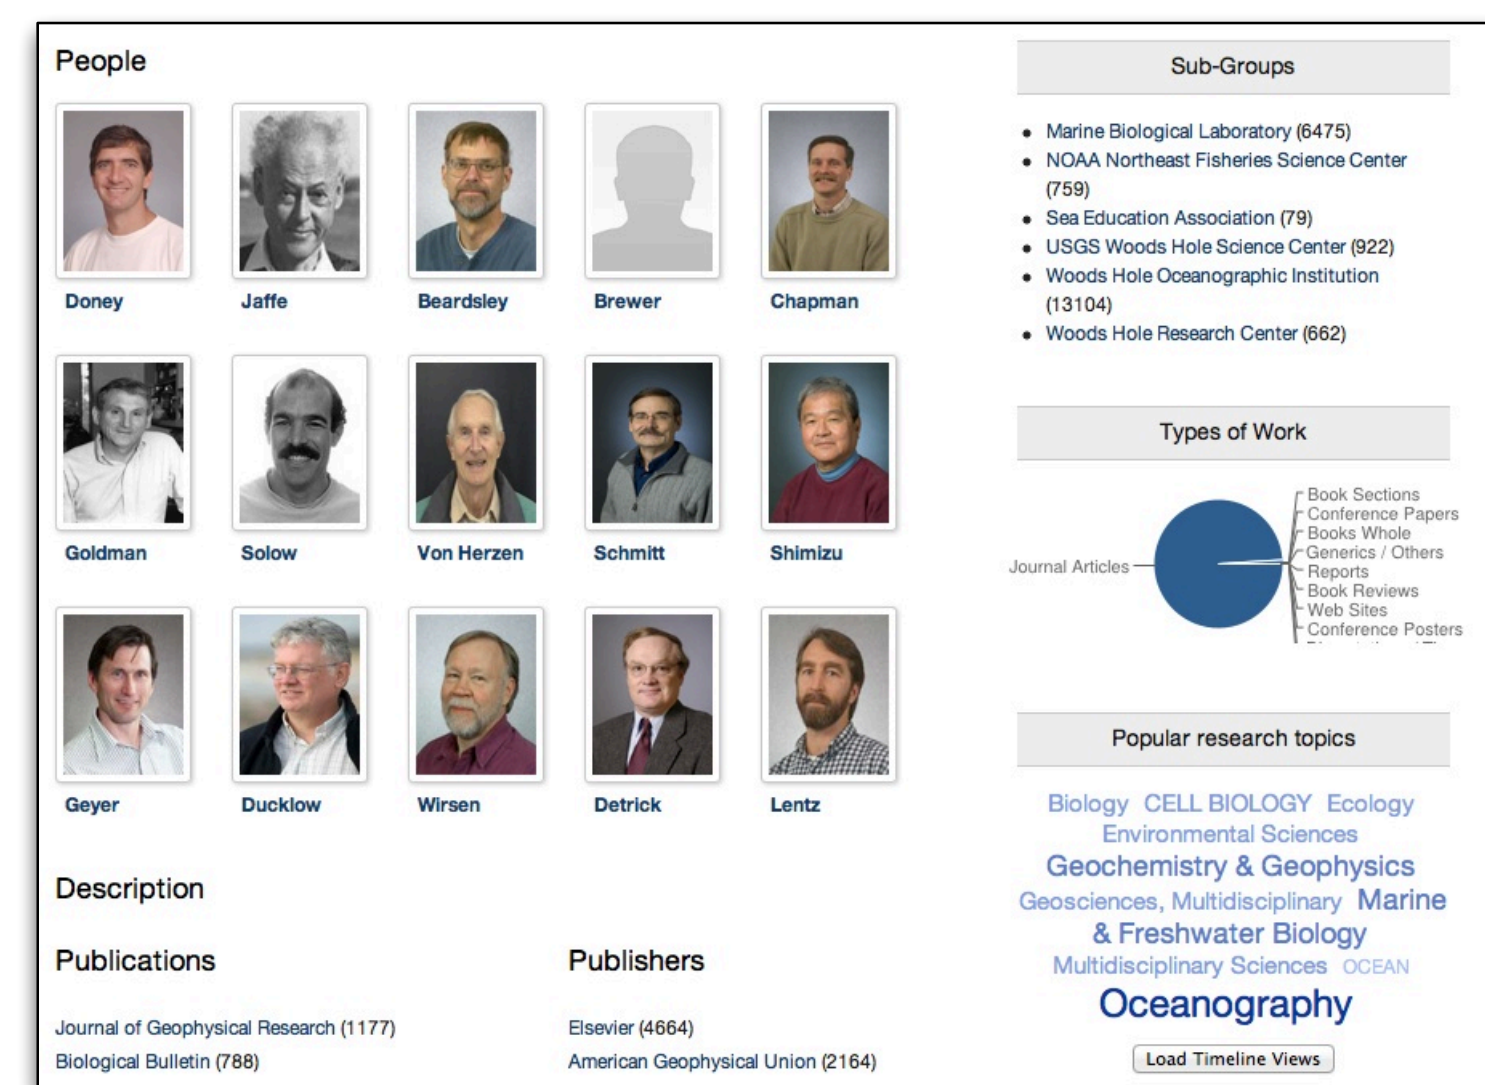 People
Doney
Jaffe
Beardsley
Brewer
Chapman
Goldman
Solow
Von Herzen
Schmitt
Shimizu
Geyer
Ducklow
Wirsen
Detrick
Lentz
Description
Publications
Journal of Geophysical Research (1177)
Biological Bulletin (788)
Publishers
Elsevier (4664)
American Geophysical Union (2164)
Sub-Groups
Marine Biological Laboratory (6475)
NOAA Northeast Fisheries Science Center
(759)
Sea Education Association (79)
USGS Woods Hole Science Center (922)
Woods Hole Oceanographic Institution
(13104)
Woods Hole Research Center (662)
Types of Work
Journal Articles
Book Sections
Conference Papers
Books Whole
Generics / Others
Reports
Book Reviews
Web Sites
Conference Posters
Popular research topics
Biology CELL BIOLOGY Ecology
Environmental Sciences
Geochemistry & Geophysics
Geosciences, Multidisciplinary Marine
& Freshwater Biology
Multidisciplinary Sciences OCEAN
Oceanography
Load Timeline Views